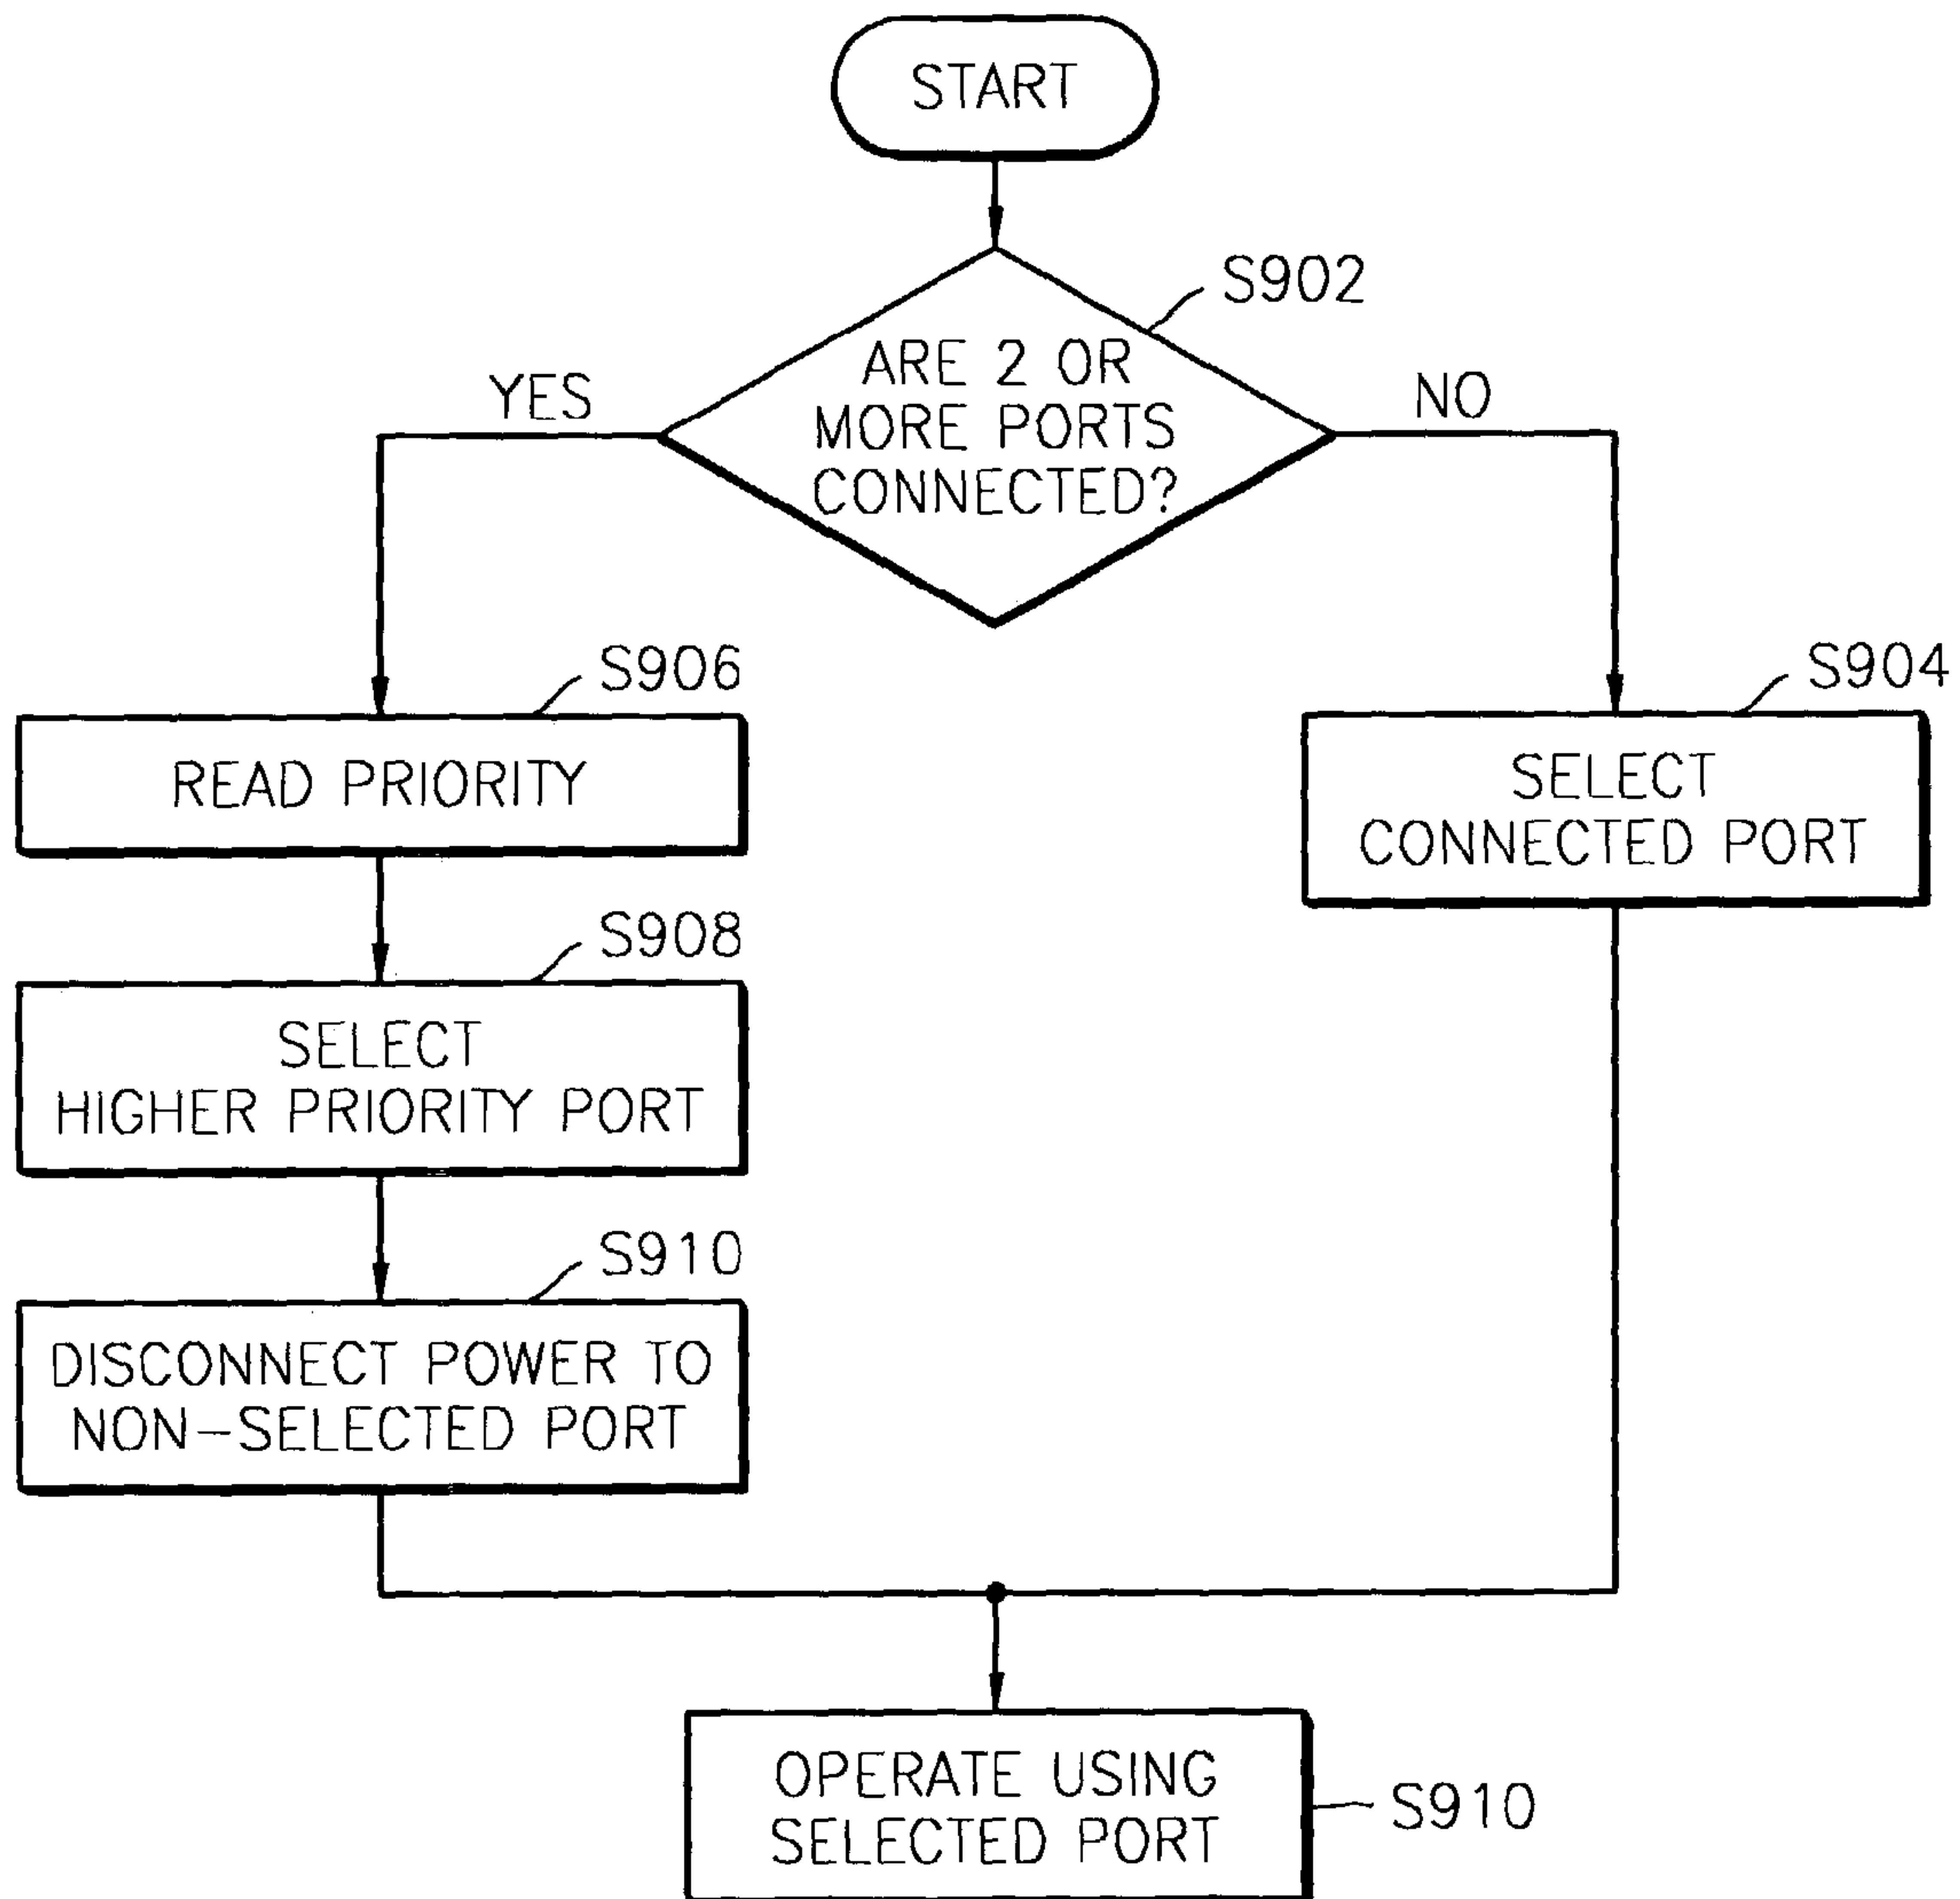 START
S902
ARE 2 OR
MORE PORTS
CONNECTED?
YES
NO
S906
READ PRIORITY
S904
SELECT
CONNECTED PORT
S908
SELECT
HIGHER PRIORITY PORT
S910
DISCONNECT POWER TO
NON-SELECTED PORT
OPERATE USING
SELECTED PORT
S910